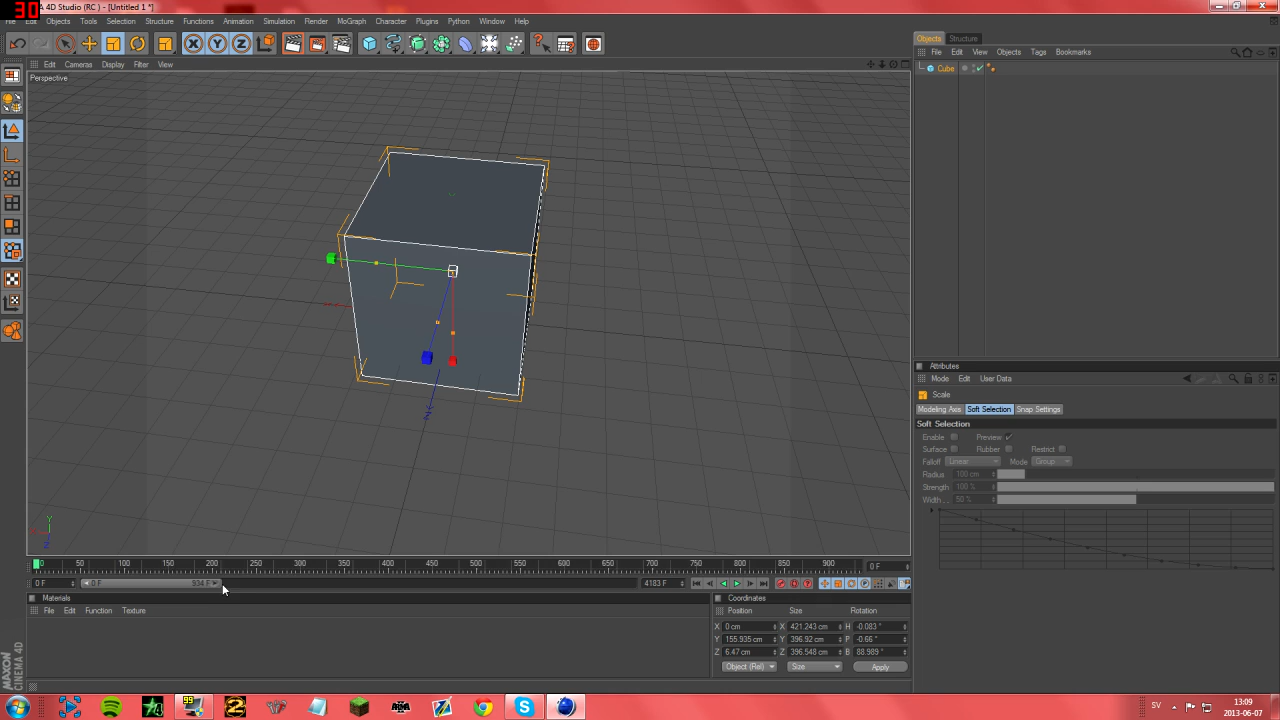 30
4D Studio (RC ) - [Untitled 1 *]
Edit Objects Tools Selection Structure Functions Animation Simulation Render MoGraph Character Plugins Python Window Help
X Y Z
Edit Cameras Display Filter View
Perspective
Y
Z
0 50 100 150 200 250 300 350 400 450 500 550 600 650 700 750 800 850 900
0 F
0 F
0 F 934 F
4183 F
Materials
File Edit Function Texture
Coordinates
Position Size Rotation
X 0 cm X 421.243 cm H -0.083 °
Y 155.935 cm Y 396.92 cm P -0.66 °
Z 6.47 cm Z 396.548 cm B 88.989 °
Object (Rel) Size Apply
MAXON
CINEMA 4D
Objects Structure
File Edit View Objects Tags Bookmarks
Cube
Attributes
Mode Edit User Data
Scale
Modeling Axis Soft Selection Snap Settings
Soft Selection
Enable Preview
Surface Rubber Restrict
Falloff Linear Mode Group
Radius 100 cm
Strength 100 %
Width ... 50 %
99
2
SV
13:09
2013-06-07